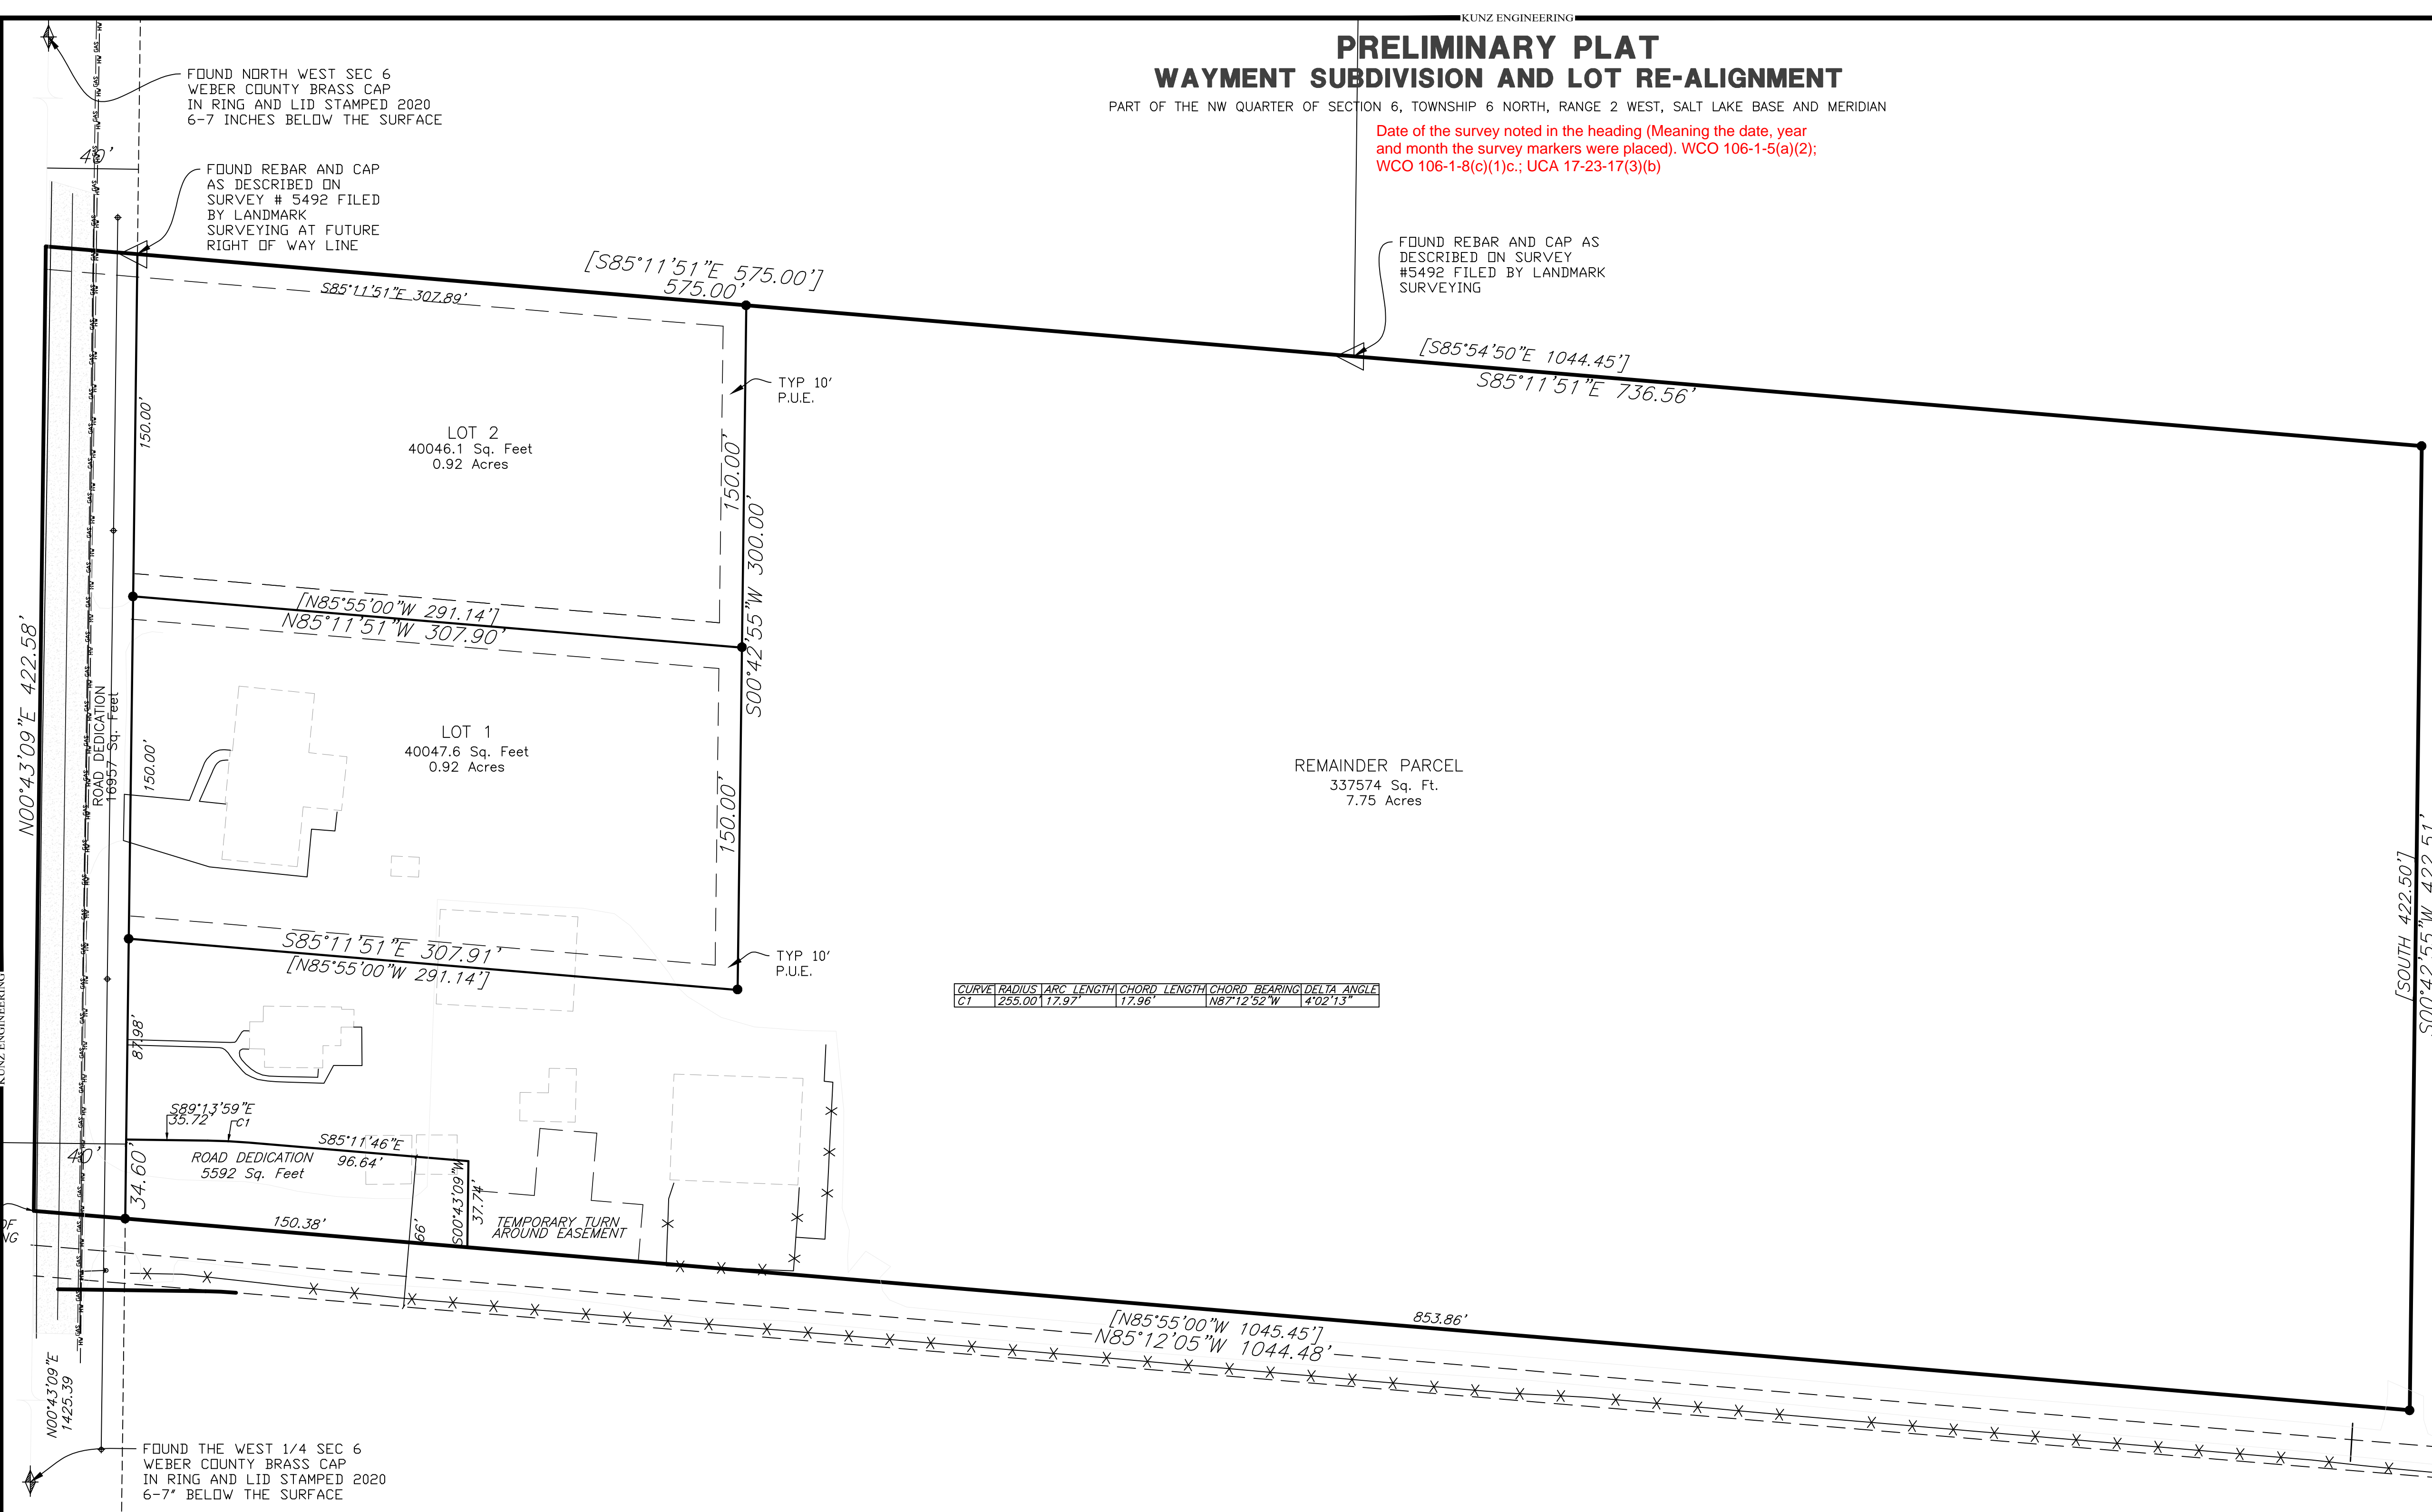 KUNZ ENGINEERING
PRELIMINARY PLAT
WAYMENT SUBDIVISION AND LOT RE-ALIGNMENT
PART OF THE NW QUARTER OF SECTION 6, TOWNSHIP 6 NORTH, RANGE 2 WEST, SALT LAKE BASE AND MERIDIAN
Date of the survey noted in the heading (Meaning the date, year
and month the survey markers were placed). WCO 106-1-5(a)(2);
WCO 106-1-8(c)(1)c.; UCA 17-23-17(3)(b)
FOUND NORTH WEST SEC 6
WEBER COUNTY BRASS CAP
IN RING AND LID STAMPED 2020
6-7 INCHES BELOW THE SURFACE
40'
FOUND REBAR AND CAP
AS DESCRIBED ON
SURVEY # 5492 FILED
BY LANDMARK
SURVEYING AT FUTURE
RIGHT OF WAY LINE
FOUND REBAR AND CAP AS
DESCRIBED ON SURVEY
#5492 FILED BY LANDMARK
SURVEYING
[S85°11'51"E 575.00']
575.00'
S85°11'51"E 307.89'
[S85°54'50"E 1044.45']
S85°11'51"E 736.56'
TYP 10'
P.U.E.
150.00'
LOT 2
40046.1 Sq. Feet
0.92 Acres
150.00'
S00°42'55"W 300.00'
[N85°55'00"W 291.14']
N85°11'51"W 307.90'
N00°43'09"E 422.58'
ROAD DEDICATION
16957 Sq. Feet
150.00'
LOT 1
40047.6 Sq. Feet
0.92 Acres
150.00'
REMAINDER PARCEL
337574 Sq. Ft.
7.75 Acres
[SOUTH 422.50']
S00°42'55"W 422.51'
S85°11'51"E 307.91'
[N85°55'00"W 291.14']
TYP 10'
P.U.E.
CURVE RADIUS ARC LENGTH CHORD LENGTH CHORD BEARING DELTA ANGLE
C1 255.00' 17.97' 17.96' N87°12'52"W 4°02'13"
KUNZ ENGINEERING
87.98'
S89°13'59"E
35.72'
C1
S85°11'46"E
96.64'
40'
34.60'
ROAD DEDICATION
5592 Sq. Feet
S00°43'09"W
37.74'
66'
150.38'
TEMPORARY TURN
AROUND EASEMENT
OF
NG
[N85°55'00"W 1045.45']
N85°12'05"W 1044.48'
853.86'
N00°43'09"E
1425.39
FOUND THE WEST 1/4 SEC 6
WEBER COUNTY BRASS CAP
IN RING AND LID STAMPED 2020
6-7" BELOW THE SURFACE